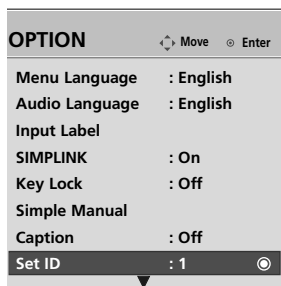 OPTION Move Enter
Menu Language : English
Audio Language : English
Input Label
SIMPLINK : On
Key Lock : Off
Simple Manual
Caption : Off
Set ID : 1